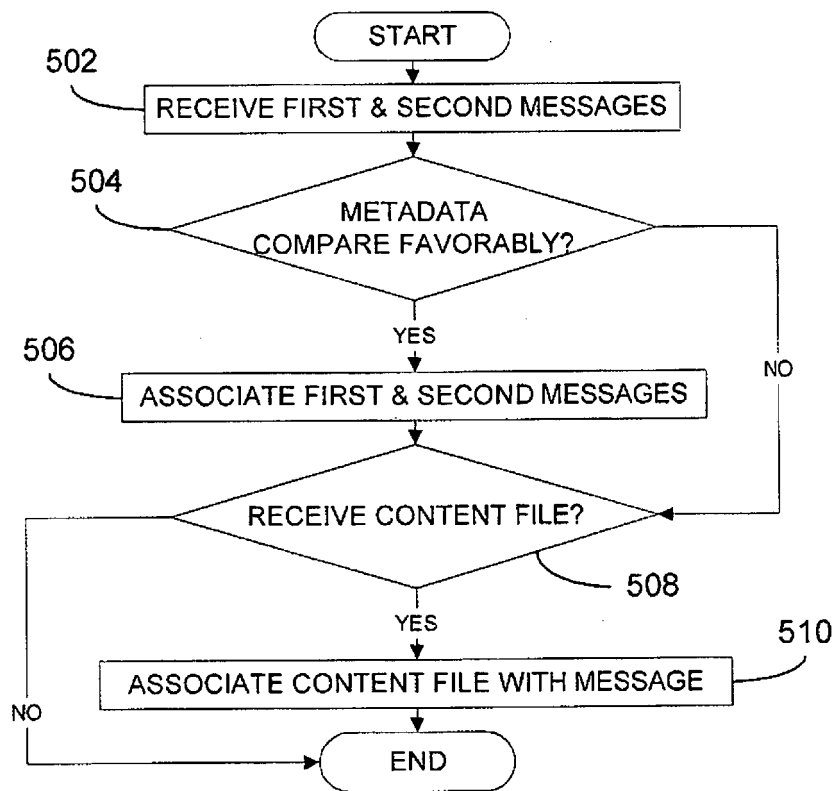 START
502
RECEIVE FIRST & SECOND MESSAGES
504
METADATA
COMPARE FAVORABLY?
YES
506
NO
ASSOCIATE FIRST & SECOND MESSAGES
RECEIVE CONTENT FILE?
508
YES
510
ASSOCIATE CONTENT FILE WITH MESSAGE
NO
END